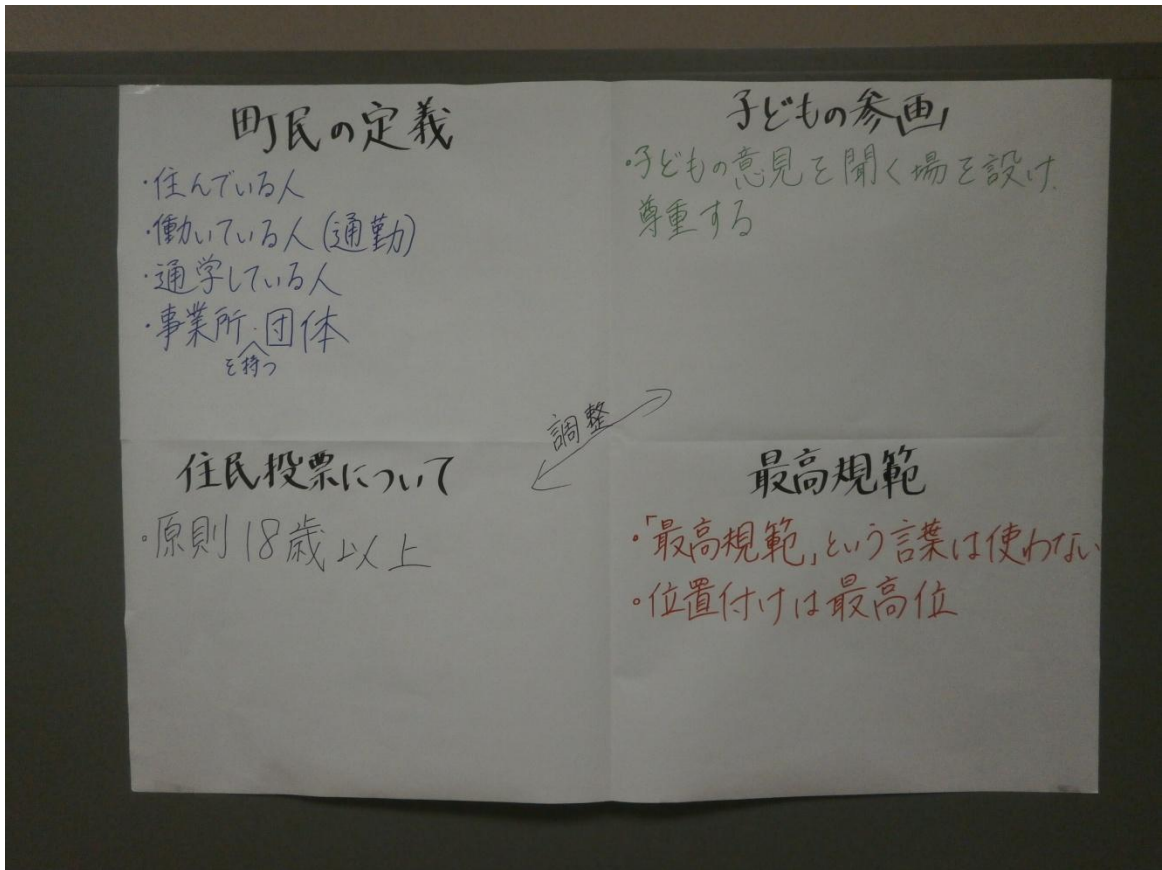 町民の定義
・住んでいる人
・働いている人(通勤)
・通学している人
・事業所・団体
を持つ
子どもの参画
・子どもの意見を聞く場を設け、
尊重する
調整
住民投票について
・原則18歳以上
最高規範
・「最高規範」という言葉は使わない
・位置付けは最高位